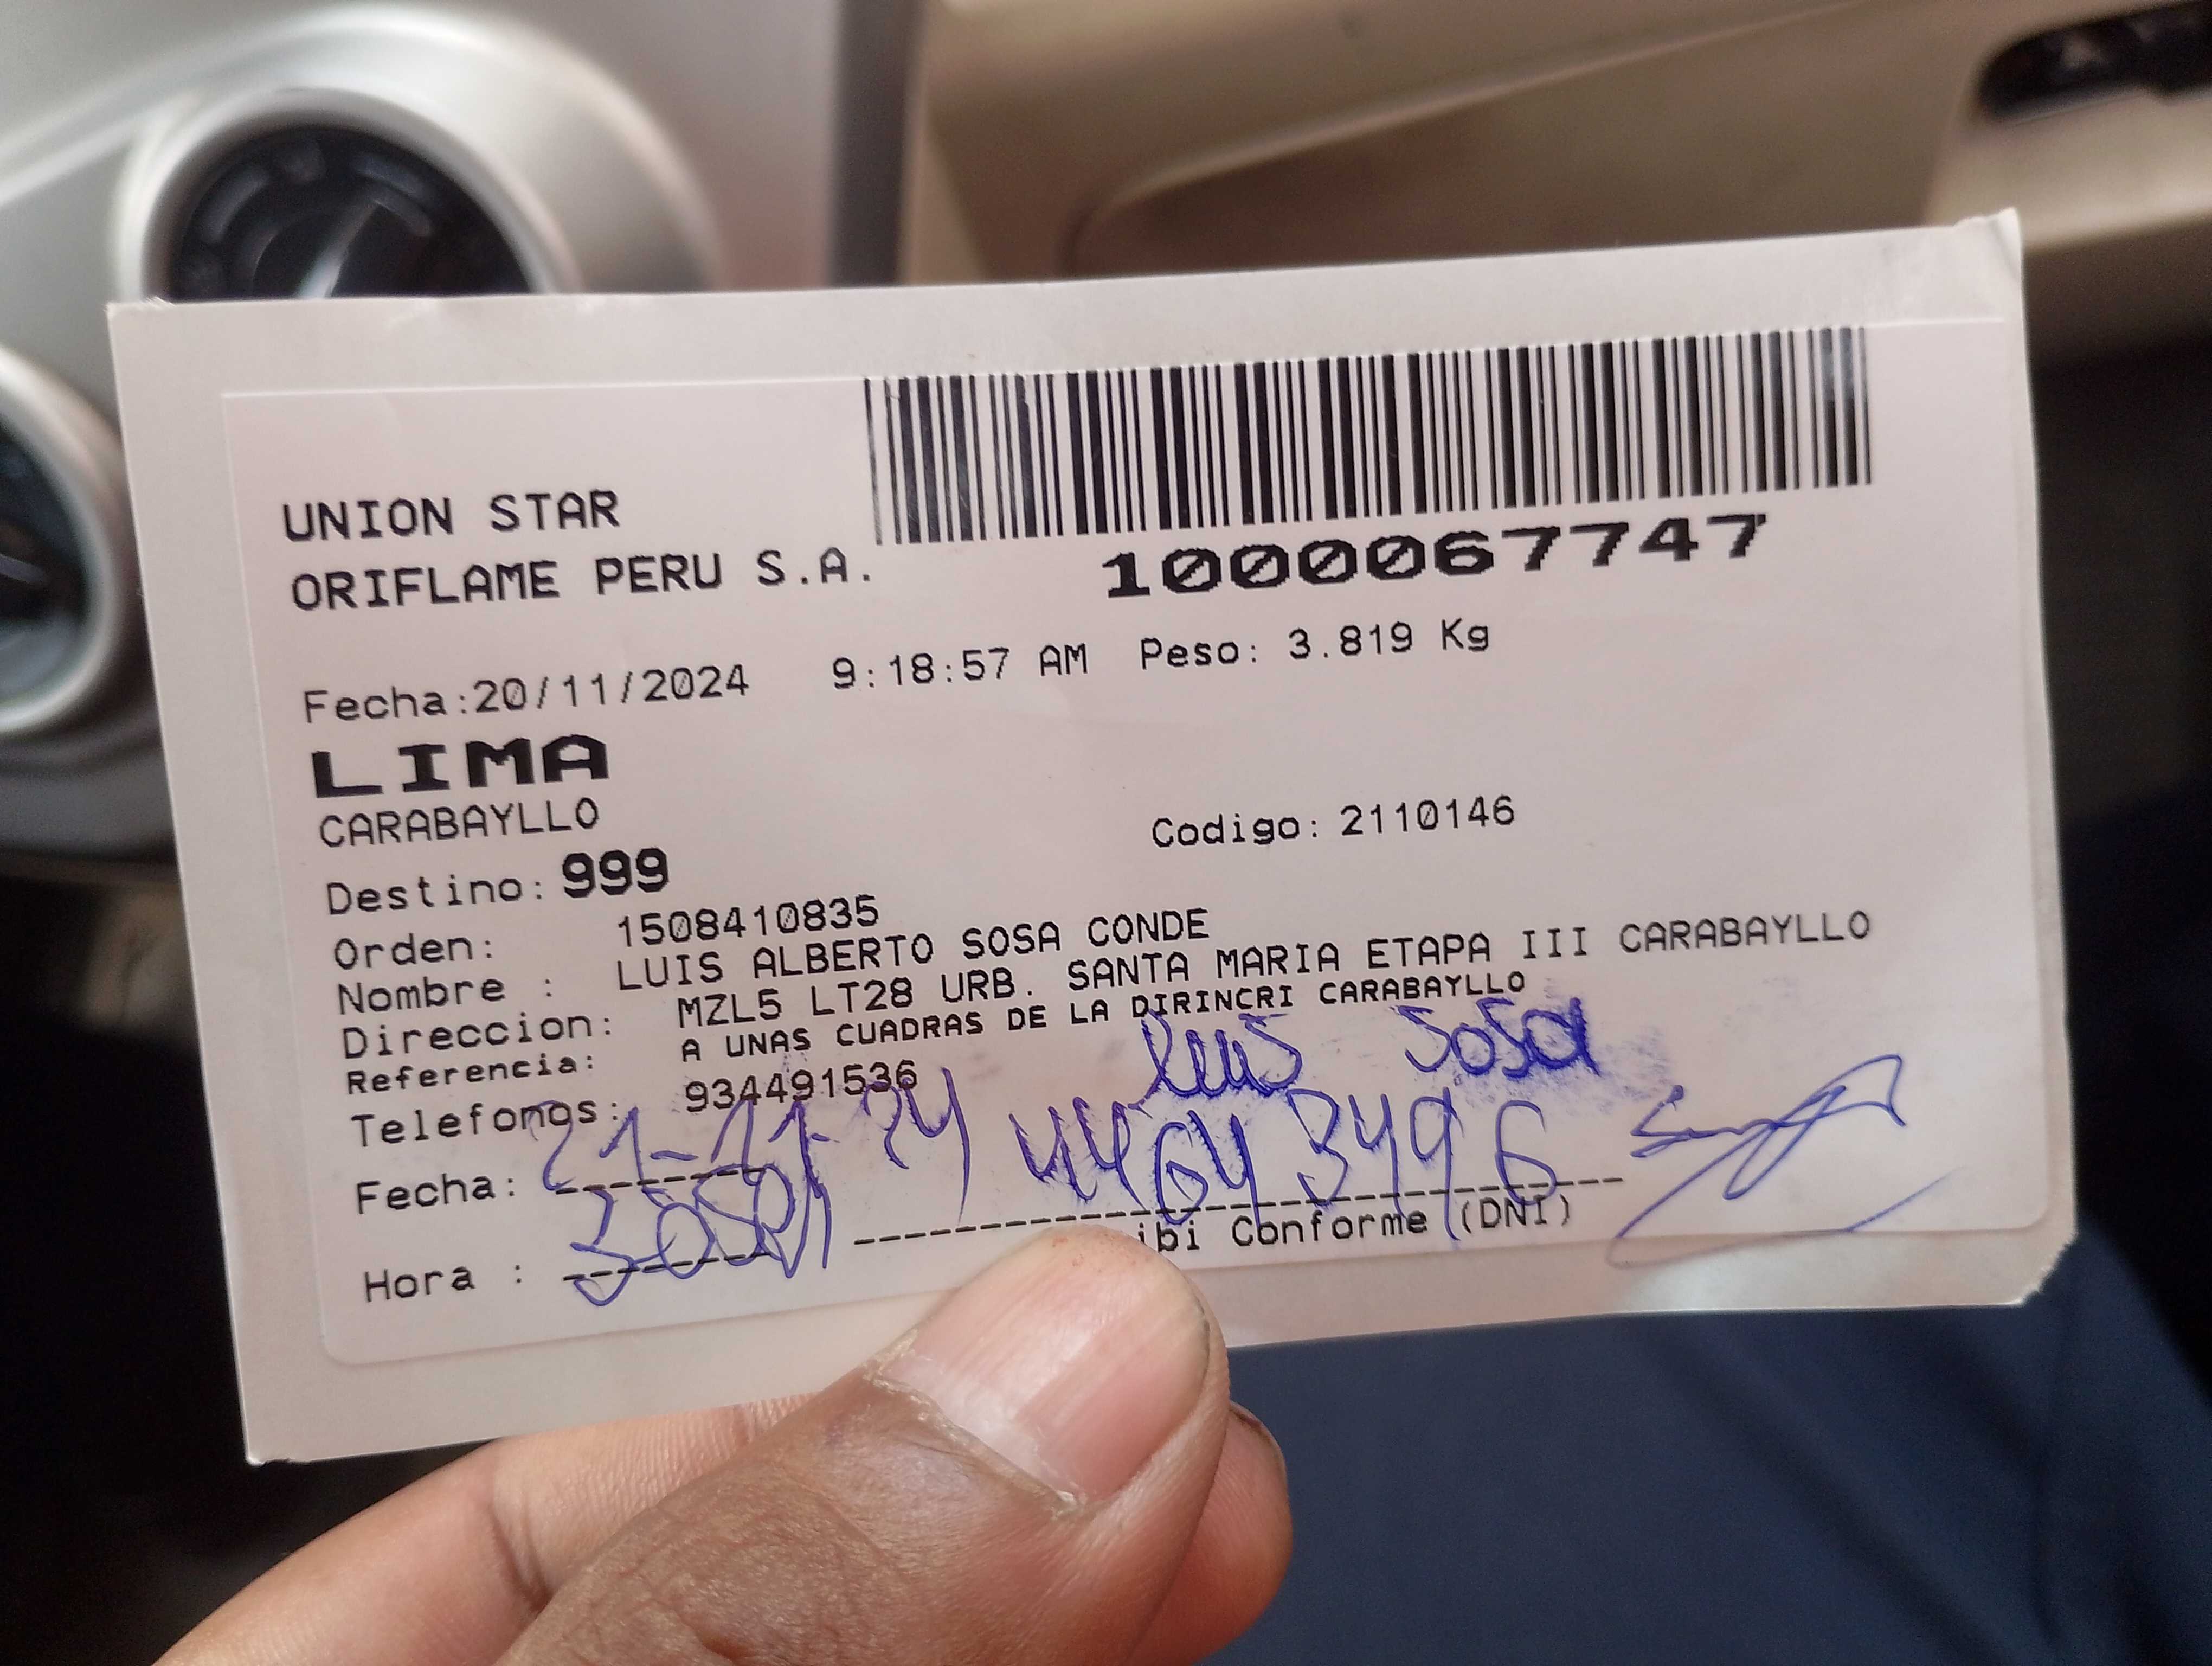 UNION STAR
ORIFLAME PERU S.A.
1000067747
Fecha:20/11/2024 9:18:57 AM Peso: 3.819 Kg
LIMA
CARABAYLLO
Codigo: 2110146
Destino: 999
Orden: 1508410835
Nombre : LUIS ALBERTO SOSA CONDE
Direccion: MZL5 LT28 URB. SANTA MARIA ETAPA III CARABAYLLO
Referencia: A UNAS CUADRAS DE LA DIRINCRI CARABAYLLO
Telefonos: 934491536
Luis Sosa
Fecha: 21-11-24 44643496
Hora :
ibi Conforme (DNI)